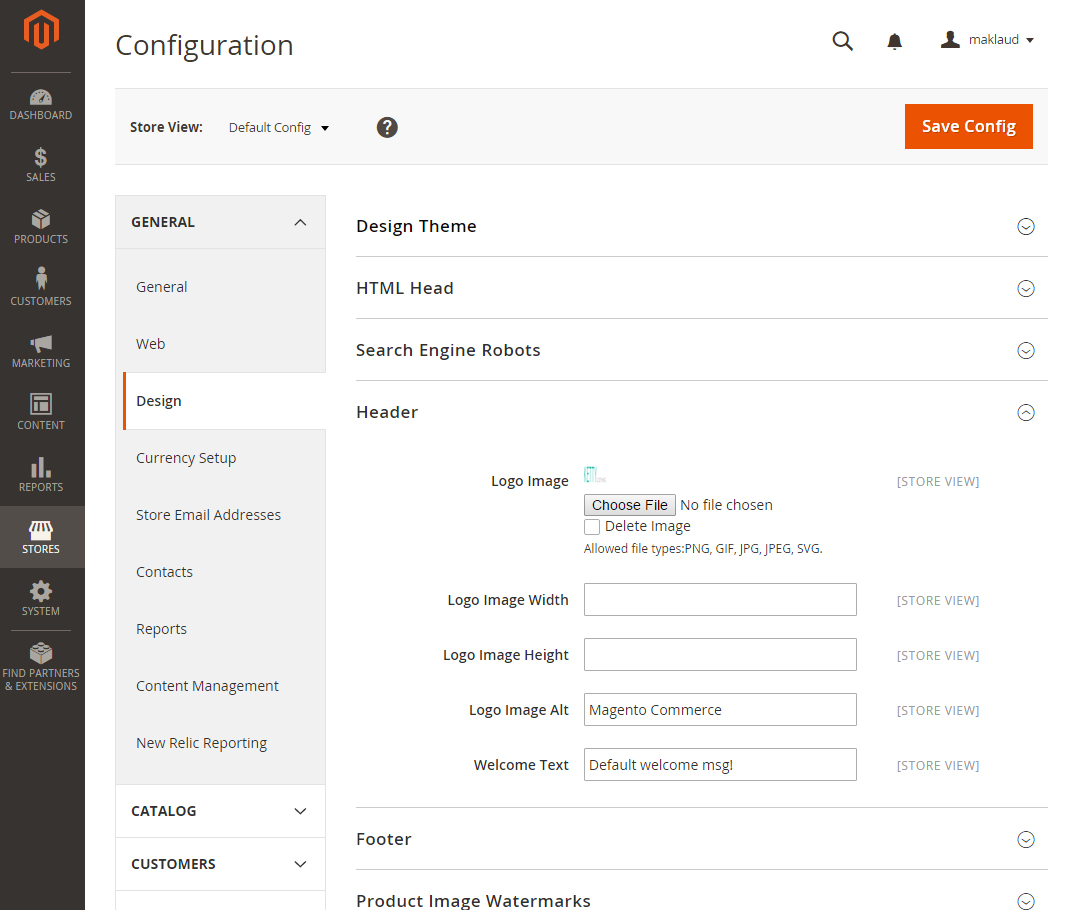 Configuration
maklaud
DASHBOARD
SALES
PRODUCTS
CUSTOMERS
MARKETING
CONTENT
REPORTS
STORES
SYSTEM
FIND PARTNERS
& EXTENSIONS
Store View: Default Config ?
Save Config
GENERAL
General
Web
Design
Currency Setup
Store Email Addresses
Contacts
Reports
Content Management
New Relic Reporting
CATALOG
CUSTOMERS
Design Theme
HTML Head
Search Engine Robots
Header
Logo Image [STORE VIEW]
Choose File No file chosen
Delete Image
Allowed file types:PNG, GIF, JPG, JPEG, SVG.
Logo Image Width [STORE VIEW]
Logo Image Height [STORE VIEW]
Logo Image Alt Magento Commerce [STORE VIEW]
Welcome Text Default welcome msg! [STORE VIEW]
Footer
Product Image Watermarks